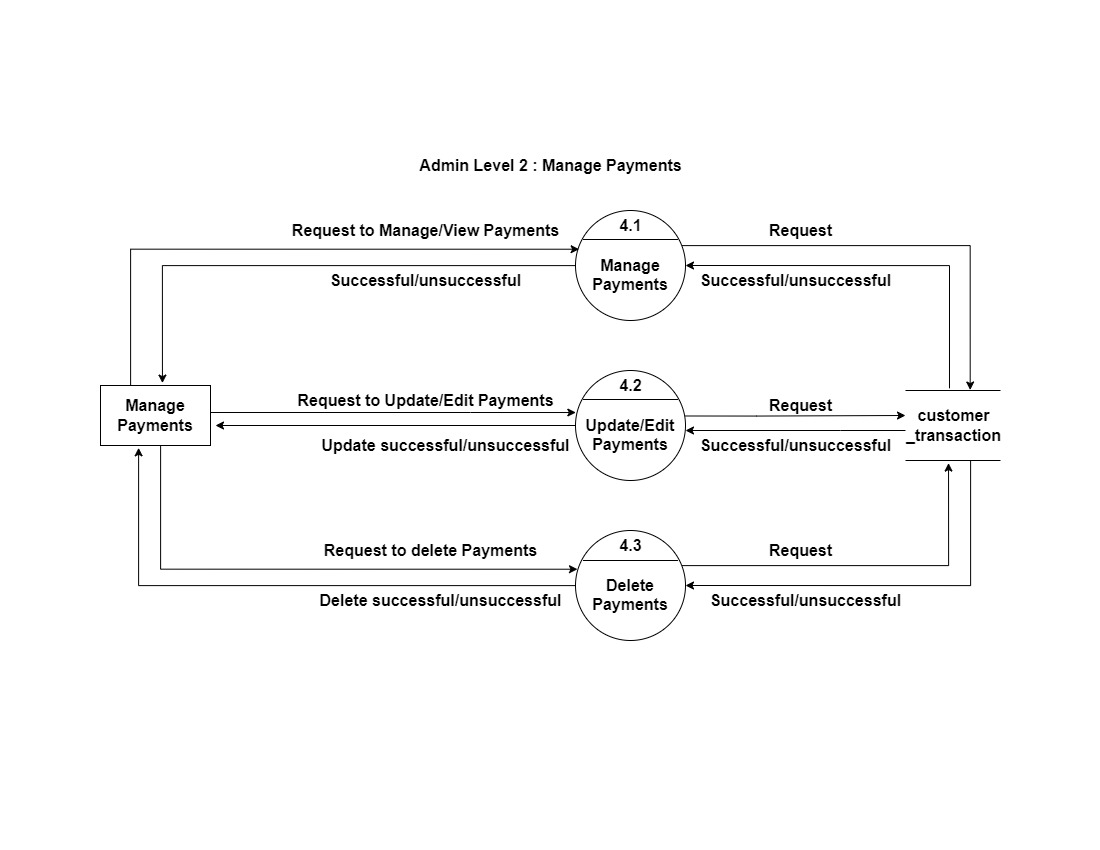 Admin Level 2 : Manage Payments
Request to Manage/View Payments
4.1
Request
Manage
Payments
Successful/unsuccessful
Successful/unsuccessful
Manage
Payments
Request to Update/Edit Payments
4.2
Request
Update/Edit
Payments
customer
_transaction
Update successful/unsuccessful
Successful/unsuccessful
Request to delete Payments
4.3
Request
Delete
Payments
Delete successful/unsuccessful
Successful/unsuccessful